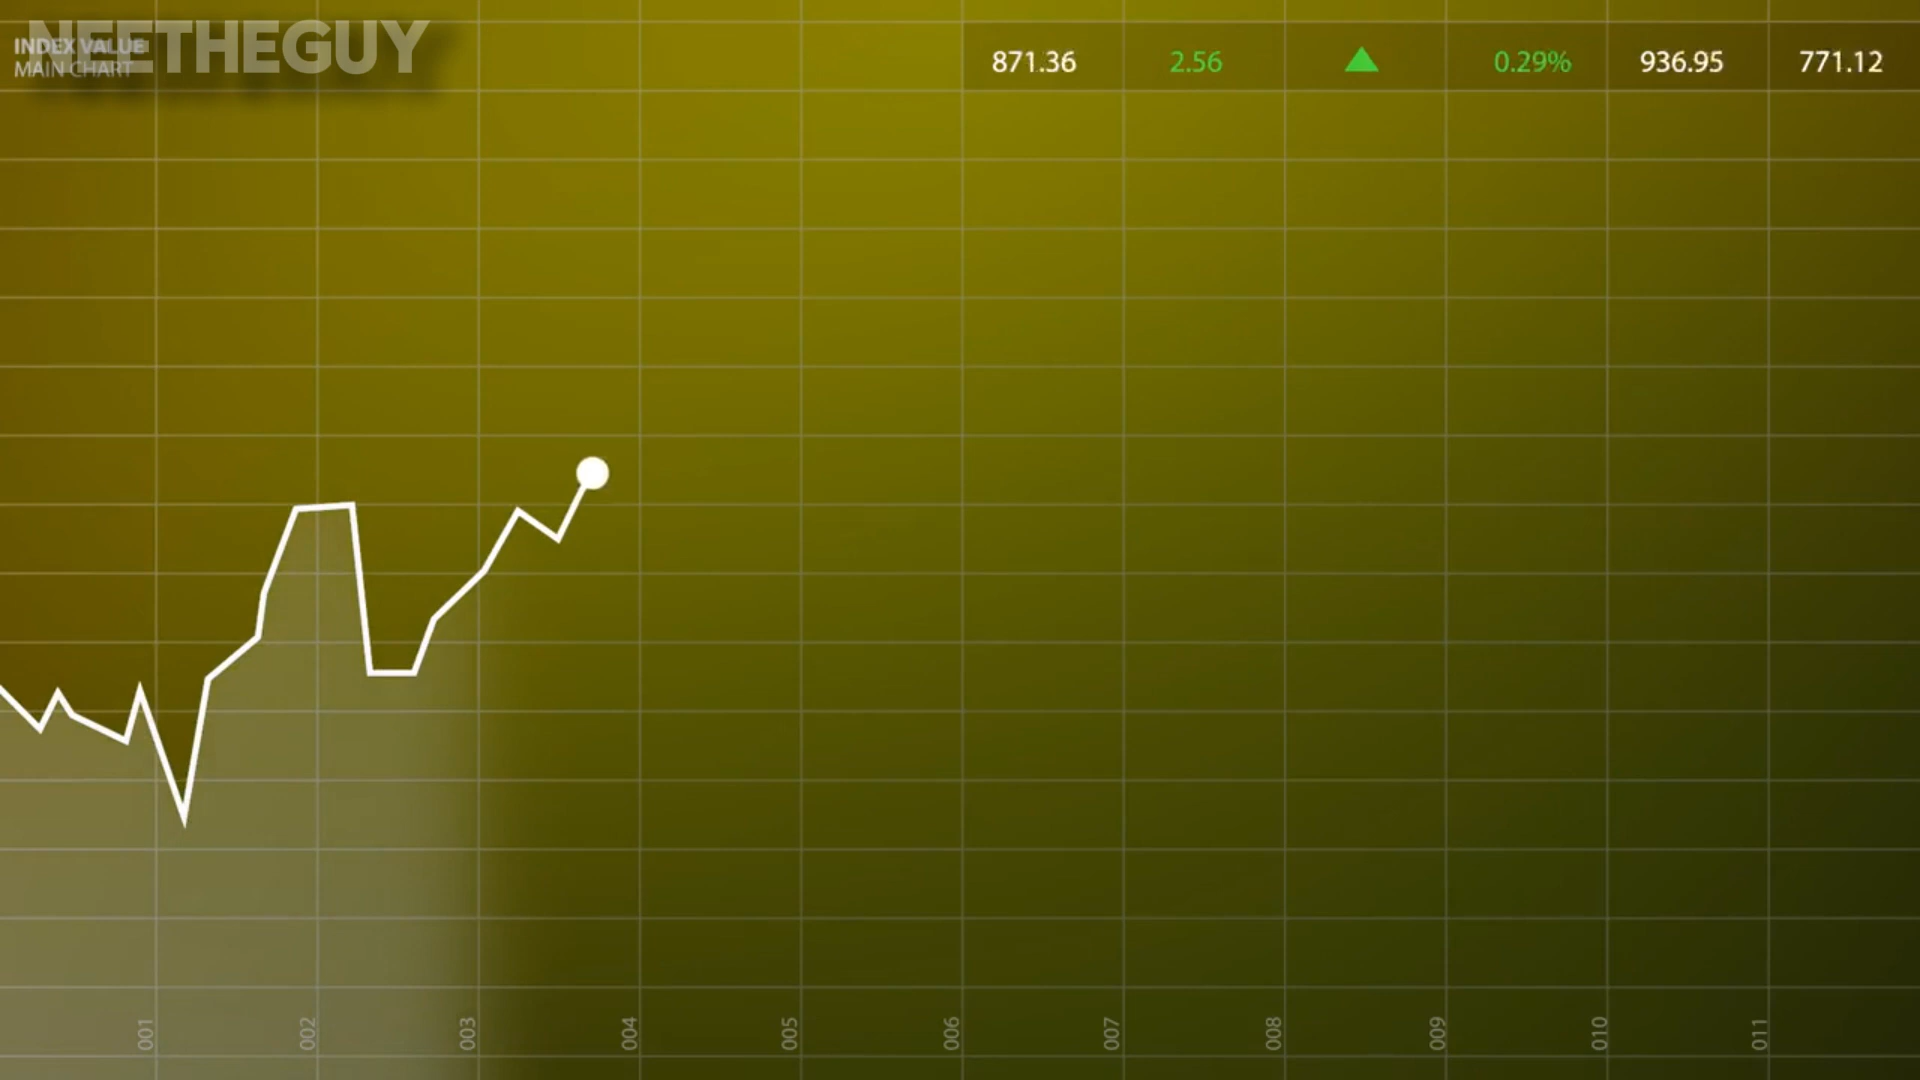 NEETHEGUY
INDEX VALUE
MAIN CHART
871.36 2.56 0.29% 936.95 771.12
001 002 003 004 005 006 007 008 009 010 011